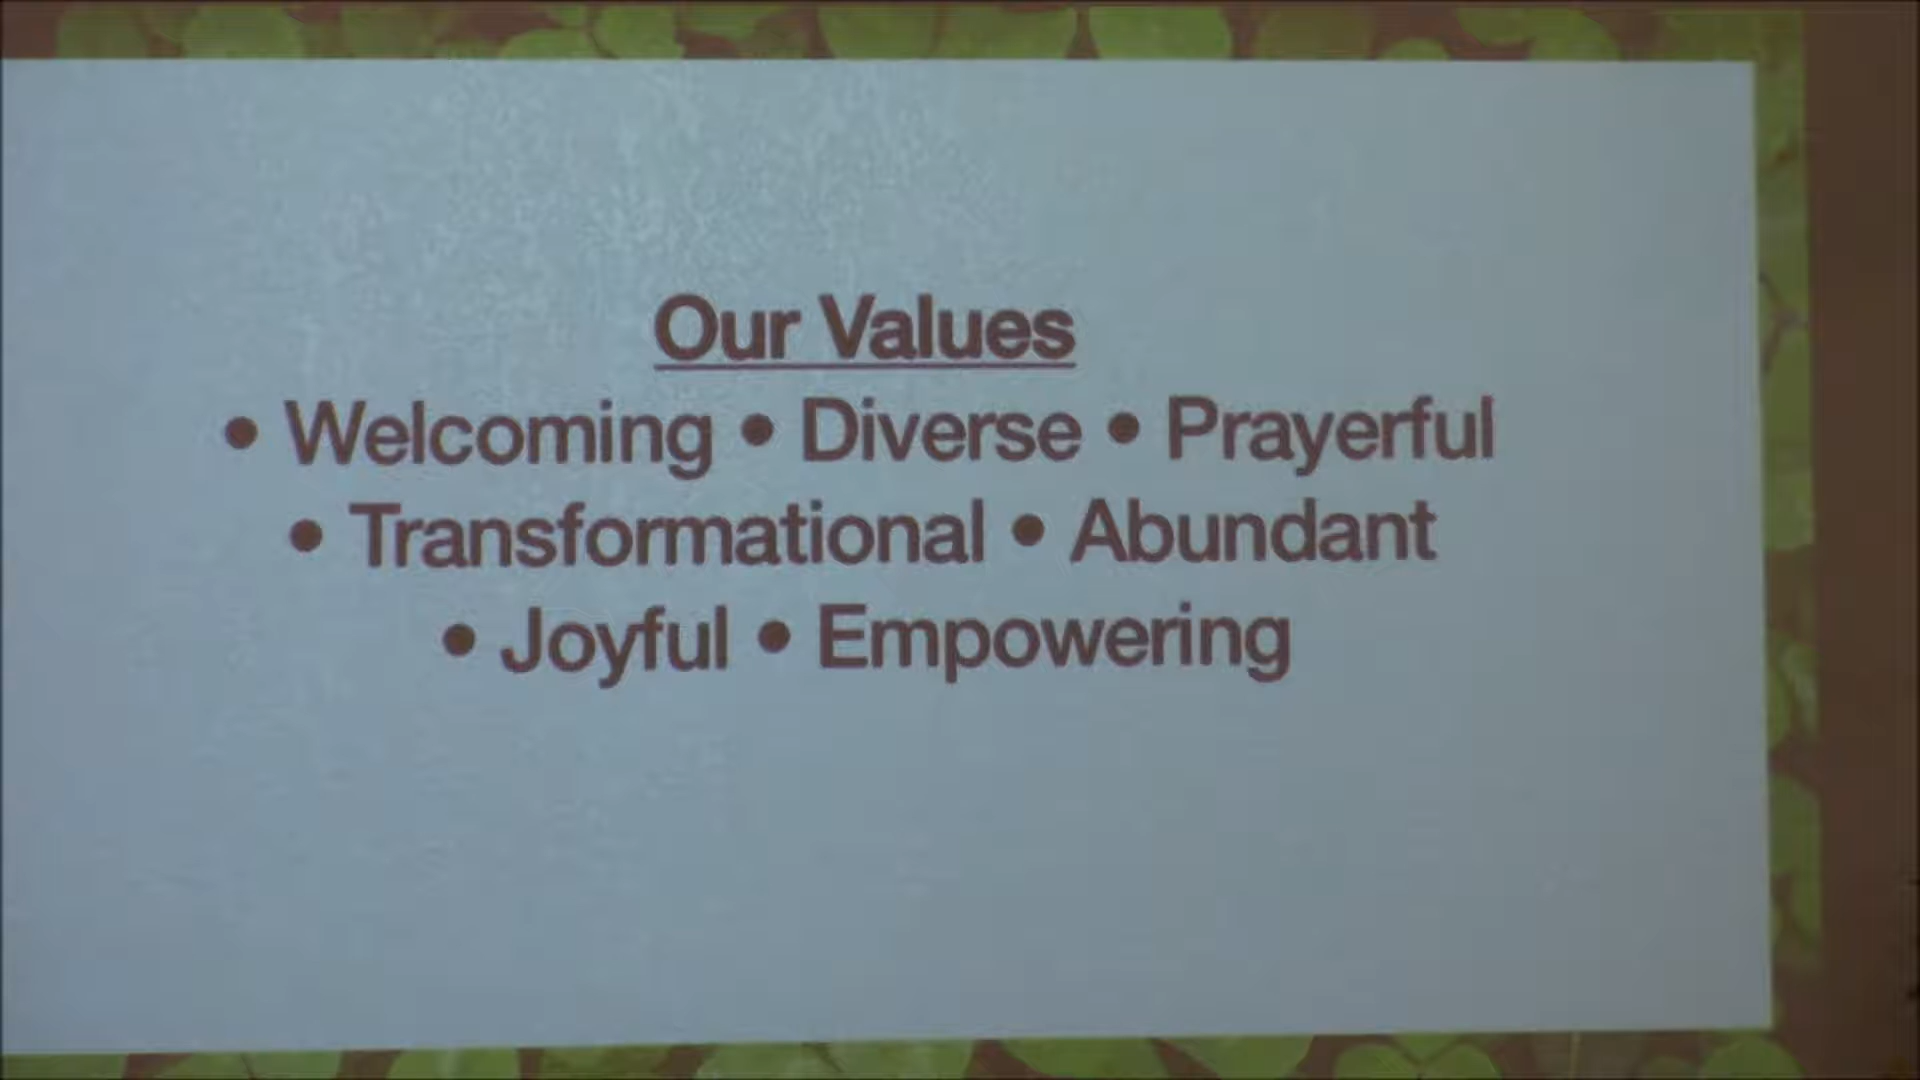 Our Values
• Welcoming • Diverse • Prayerful
• Transformational • Abundant
• Joyful • Empowering